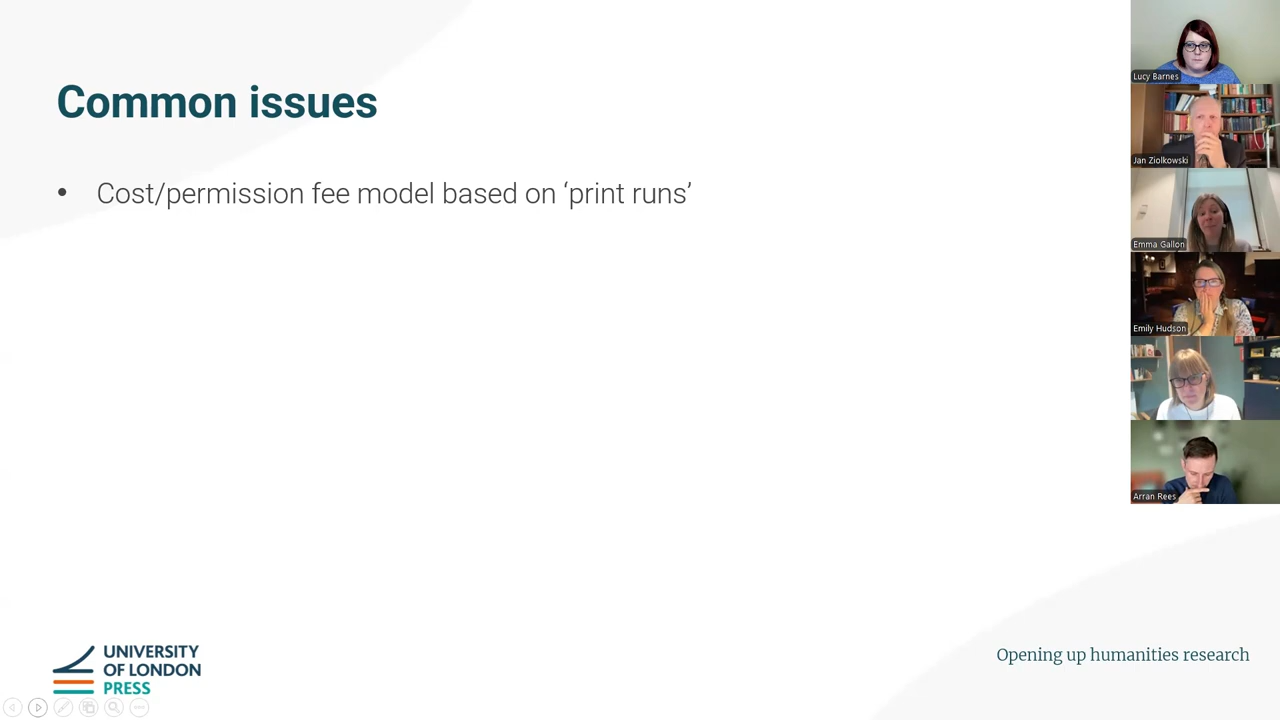 Common issues
• Cost/permission fee model based on ‘print runs’
Lucy Barnes
Jan Ziolkowski
Emma Gallon
Emily Hudson
Arran Rees
UNIVERSITY
OF LONDON
PRESS
Opening up humanities research